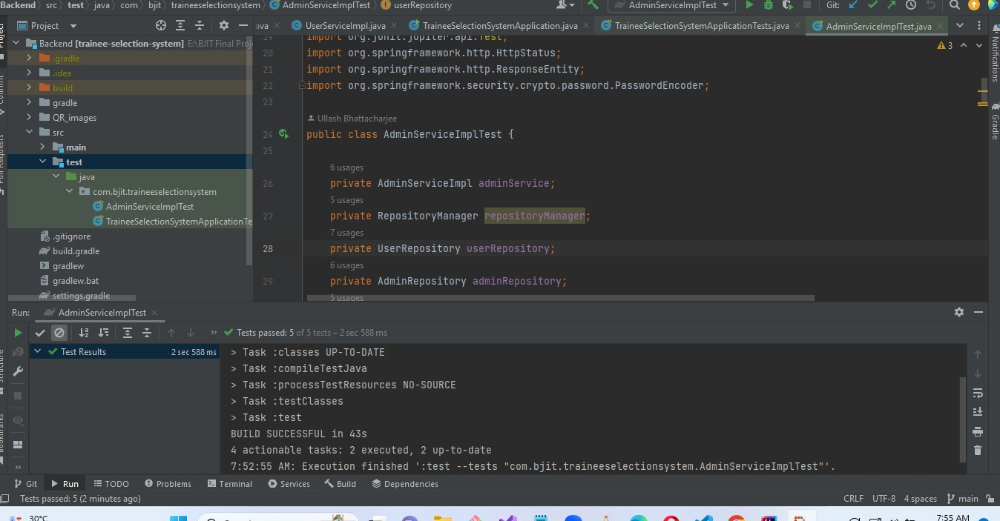 Backend src test java com bjit traineeselectionsystem AdminServiceImplTest userRepository AdminServiceImplTest Git:
Project
ava UserServiceImpl.java TraineeSelectionSystemApplication.java TraineeSelectionSystemApplicationTests.java AdminServiceImplTest.java
Backend [trainee-selection-system] E:\BJIT Final Proj
.gradle
.idea
build
gradle
QR_images
src
main
test
java
com.bjit.traineeselectionsystem
AdminServiceImplTest
TraineeSelectionSystemApplicationTe
.gitignore
build.gradle
gradlew
gradlew.bat
settings.gradle
19 import org.junit.jupiter.api.Test;
20 import org.springframework.http.HttpStatus;
21 import org.springframework.http.ResponseEntity;
22 import org.springframework.security.crypto.password.PasswordEncoder;
23
Ullash Bhattacharjee
24 public class AdminServiceImplTest {
25
6 usages
26 private AdminServiceImpl adminService;
5 usages
27 private RepositoryManager repositoryManager;
7 usages
28 private UserRepository userRepository;
6 usages
29 private AdminRepository adminRepository;
5 usages
3
Project
Commit
Pull Requests
Structure
Bookmarks
Notifications
Gradle
Run: AdminServiceImplTest
Tests passed: 5 of 5 tests – 2 sec 588 ms
Test Results 2 sec 588 ms
> Task :classes UP-TO-DATE
> Task :compileTestJava
> Task :processTestResources NO-SOURCE
> Task :testClasses
> Task :test
BUILD SUCCESSFUL in 43s
4 actionable tasks: 2 executed, 2 up-to-date
7:52:55 AM: Execution finished ':test --tests "com.bjit.traineeselectionsystem.AdminServiceImplTest"'.
Git Run TODO Problems Terminal Services Build Dependencies
Tests passed: 5 (2 minutes ago) CRLF UTF-8 4 spaces main
30°C 7:55 AM